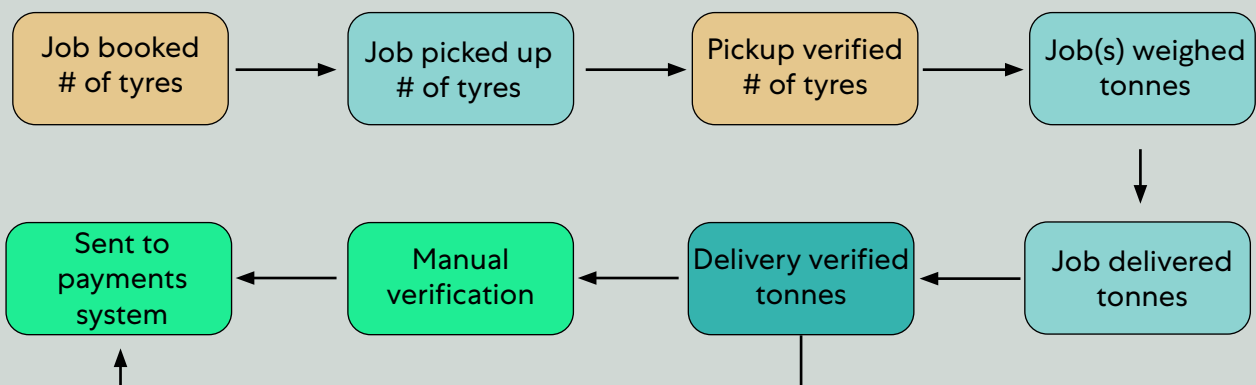 Job booked
# of tyres
Job picked up
# of tyres
Pickup verified
# of tyres
Job(s) weighed
tonnes
Sent to
payments
system
Manual
verification
Delivery verified
tonnes
Job delivered
tonnes